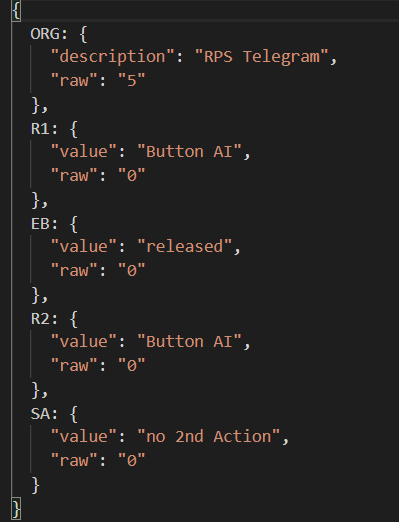 {
  ORG: {
    "description": "RPS Telegram",
    "raw": "5"
  },
  R1: {
    "value": "Button AI",
    "raw": "0"
  },
  EB: {
    "value": "released",
    "raw": "0"
  },
  R2: {
    "value": "Button AI",
    "raw": "0"
  },
  SA: {
    "value": "no 2nd Action",
    "raw": "0"
  }
}